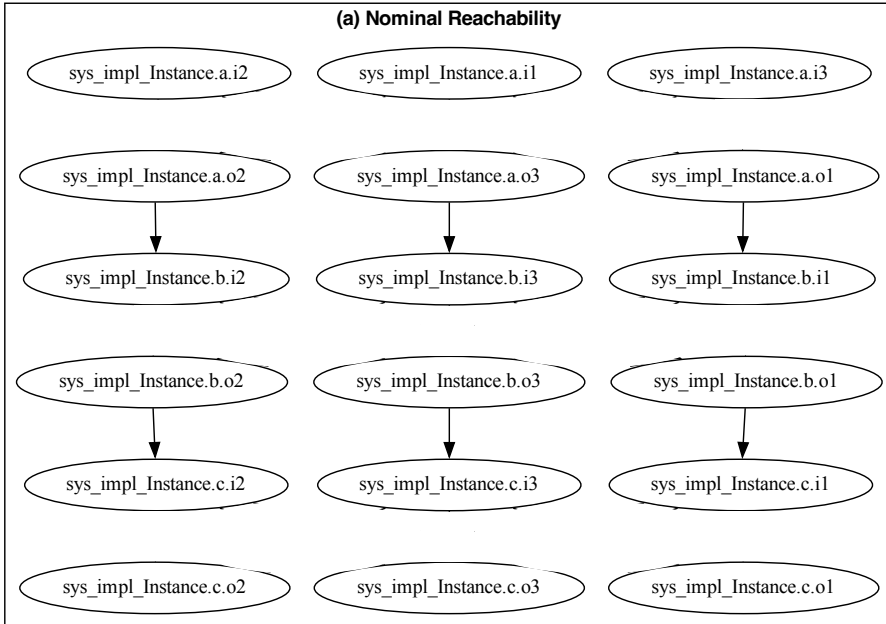 (a) Nominal Reachability
sys_impl_Instance.a.i2
sys_impl_Instance.a.i1
sys_impl_Instance.a.i3
sys_impl_Instance.a.o2
sys_impl_Instance.a.o3
sys_impl_Instance.a.o1
sys_impl_Instance.b.i2
sys_impl_Instance.b.i3
sys_impl_Instance.b.i1
sys_impl_Instance.b.o2
sys_impl_Instance.b.o3
sys_impl_Instance.b.o1
sys_impl_Instance.c.i2
sys_impl_Instance.c.i3
sys_impl_Instance.c.i1
sys_impl_Instance.c.o2
sys_impl_Instance.c.o3
sys_impl_Instance.c.o1